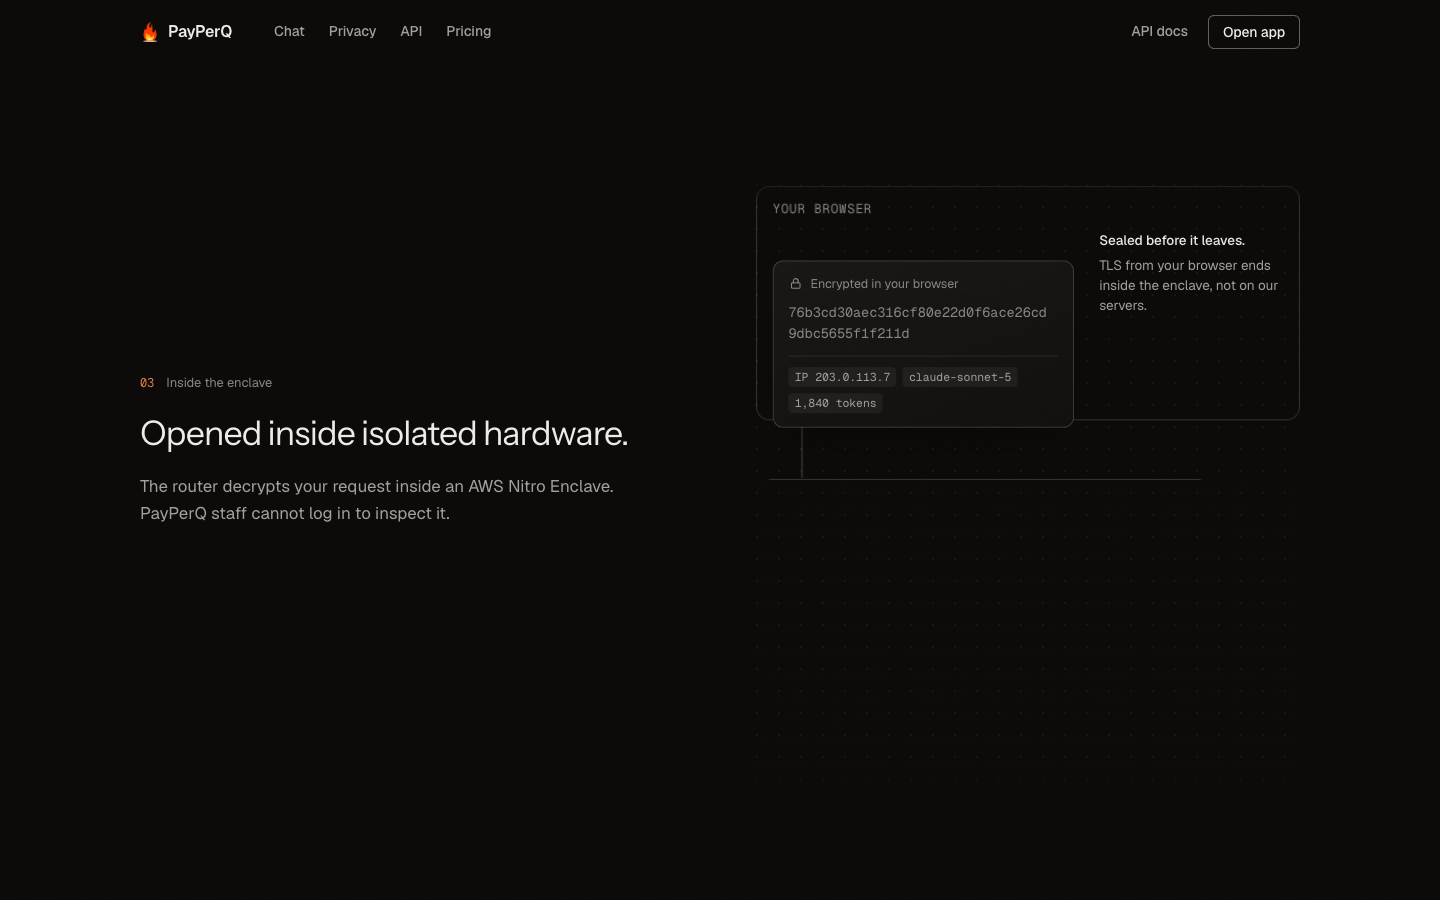 PayPerQ
Chat
Privacy
API
Pricing
API docs
Open app
03 Inside the enclave
Opened inside isolated hardware.
The router decrypts your request inside an AWS Nitro Enclave.
PayPerQ staff cannot log in to inspect it.
YOUR BROWSER
Encrypted in your browser
76b3cd30aec316cf80e22d0f6ace26cd
9dbc5655f1f211d
IP 203.0.113.7
claude-sonnet-5
1,840 tokens
Sealed before it leaves.
TLS from your browser ends
inside the enclave, not on our
servers.